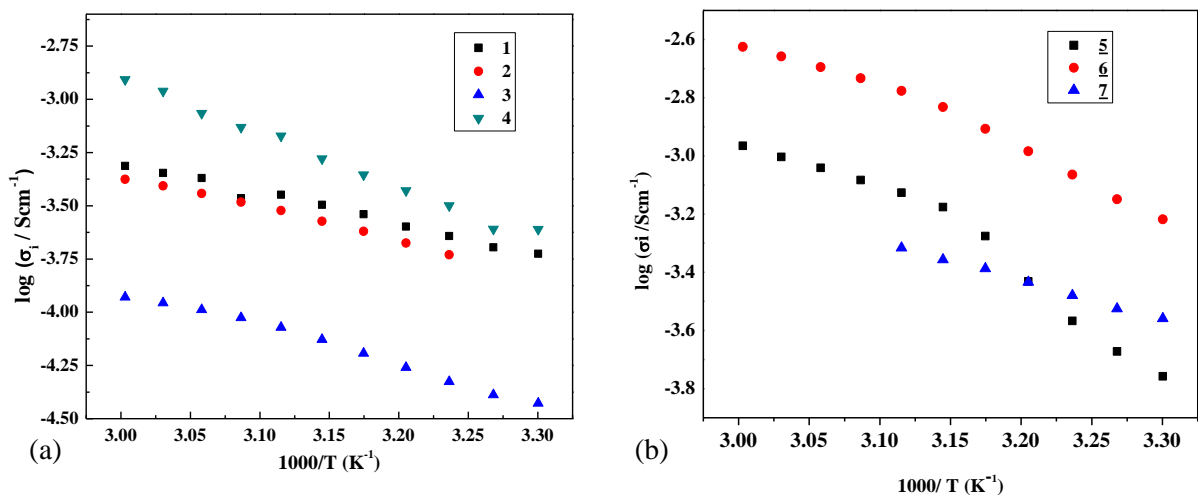 -2.75
-3.00
-3.25
-3.50
-3.75
-4.00
-4.25
-4.50
log (σi / Scm-1)
3.00 3.05 3.10 3.15 3.20 3.25 3.30
1000/T (K-1)
(a)
1
2
3
4
-2.6
-2.8
-3.0
-3.2
-3.4
-3.6
-3.8
log (σi /Scm-1)
3.00 3.05 3.10 3.15 3.20 3.25 3.30
1000/ T (K-1)
(b)
5
6
7